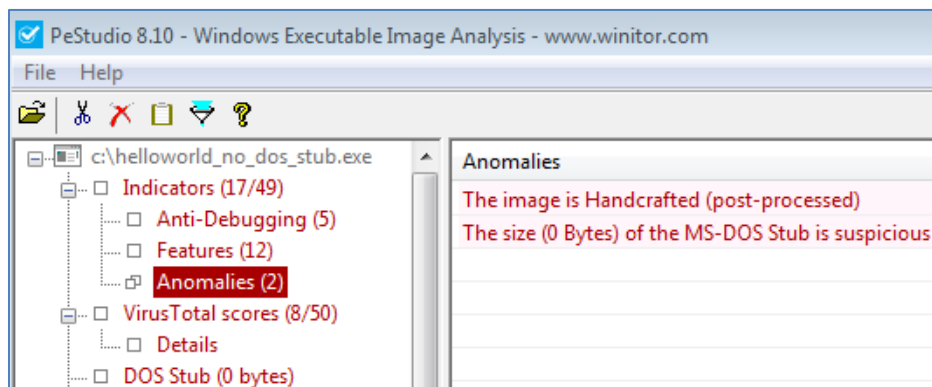 PeStudio 8.10 - Windows Executable Image Analysis - www.winitor.com
File Help
c:\helloworld_no_dos_stub.exe
Indicators (17/49)
Anti-Debugging (5)
Features (12)
Anomalies (2)
VirusTotal scores (8/50)
Details
DOS Stub (0 bytes)
Anomalies
The image is Handcrafted (post-processed)
The size (0 Bytes) of the MS-DOS Stub is suspicious